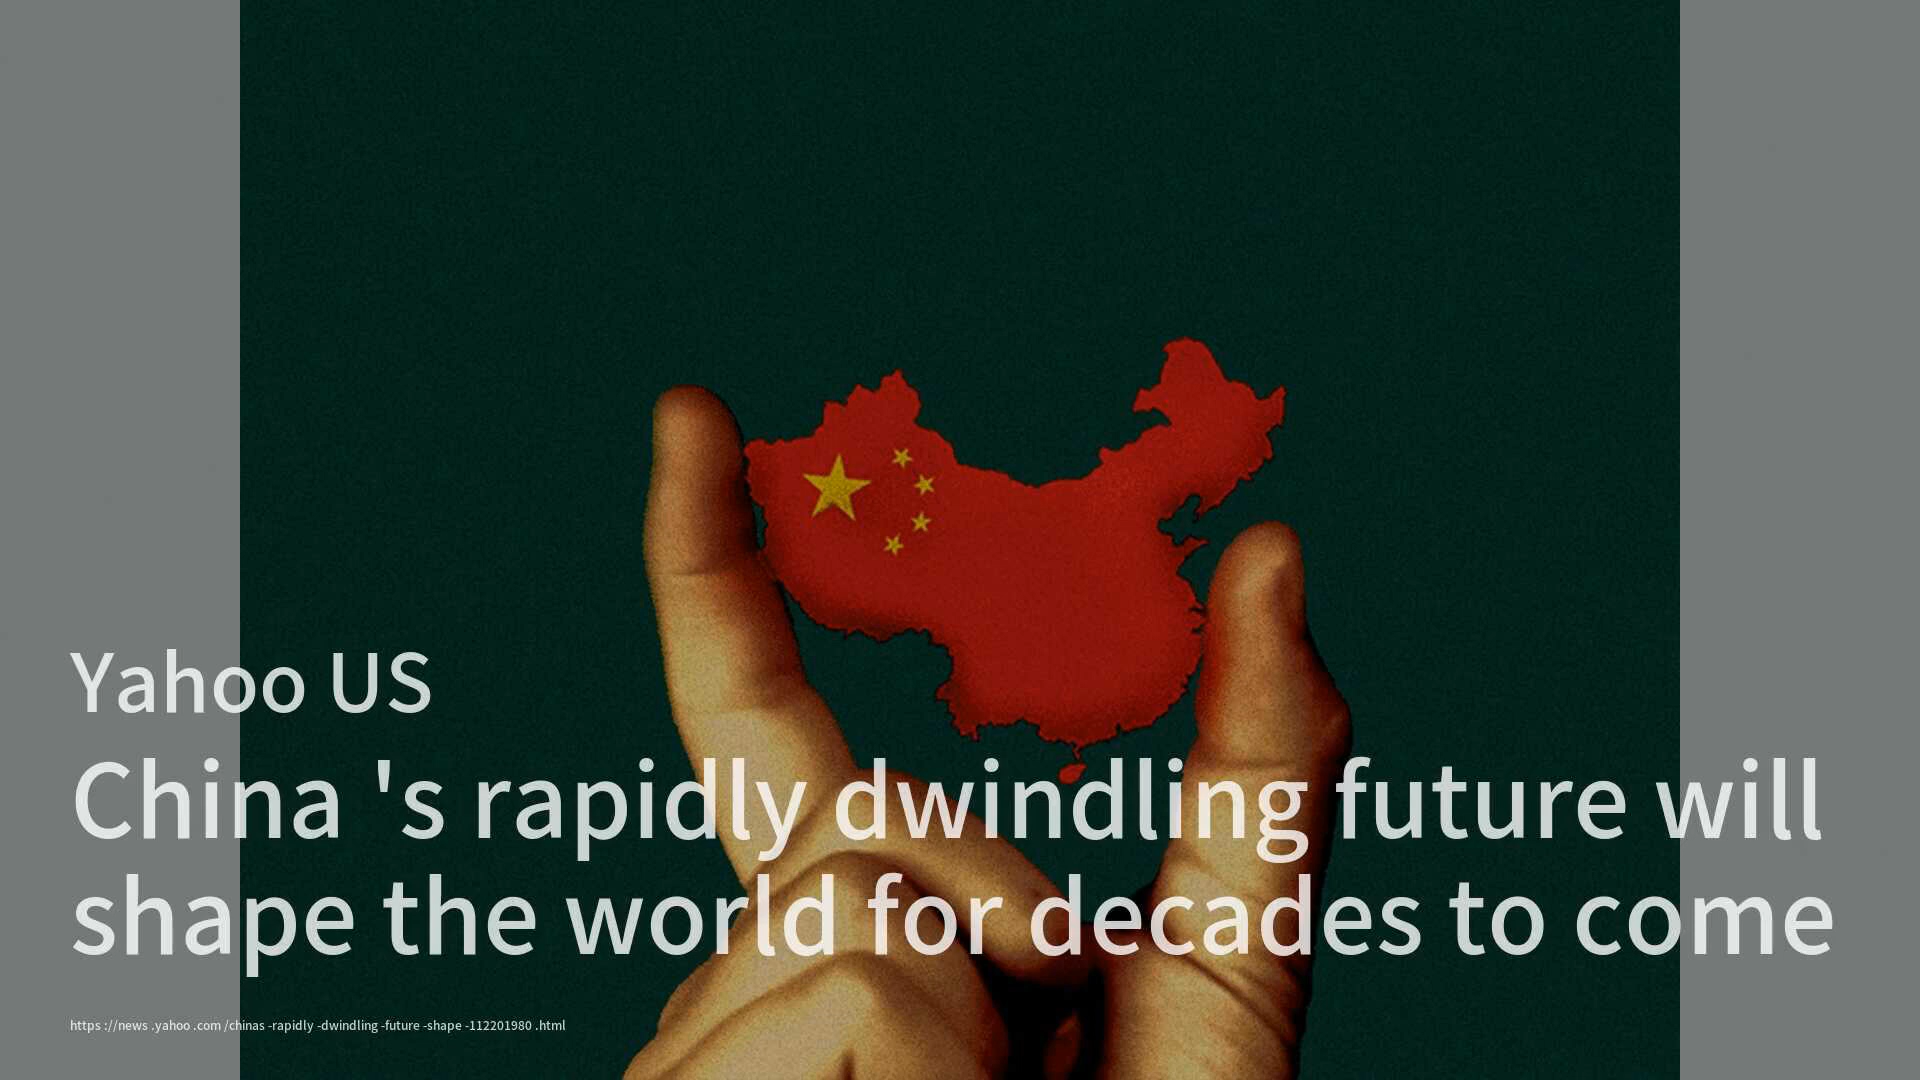 Yahoo US
China 's rapidly dwindling future will
shape the world for decades to come
https ://news .yahoo .com /chinas -rapidly -dwindling -future -shape -112201980 .html